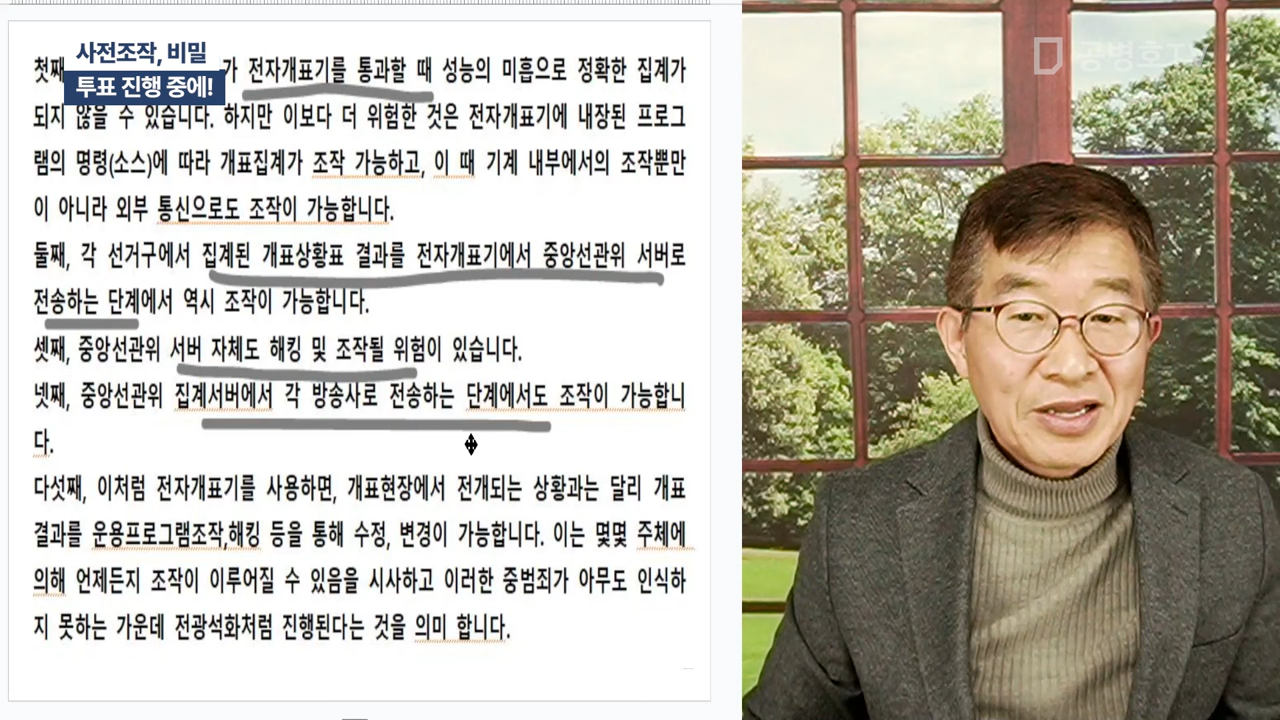 사전조작, 비밀
투표 진행 중에!
공병호TV
첫째 가 전자개표기를 통과할 때 성능의 미흡으로 정확한 집계가
되지 않을 수 있습니다. 하지만 이보다 더 위험한 것은 전자개표기에 내장된 프로그
램의 명령(소스)에 따라 개표집계가 조작 가능하고, 이 때 기계 내부에서의 조작뿐만
이 아니라 외부 통신으로도 조작이 가능합니다.
둘째, 각 선거구에서 집계된 개표상황표 결과를 전자개표기에서 중앙선관위 서버로
전송하는 단계에서 역시 조작이 가능합니다.
셋째, 중앙선관위 서버 자체도 해킹 및 조작될 위험이 있습니다.
넷째, 중앙선관위 집계서버에서 각 방송사로 전송하는 단계에서도 조작이 가능합니
다.
다섯째, 이처럼 전자개표기를 사용하면, 개표현장에서 전개되는 상황과는 달리 개표
결과를 운용프로그램조작,해킹 등을 통해 수정, 변경이 가능합니다. 이는 몇몇 주체에
의해 언제든지 조작이 이루어질 수 있음을 시사하고 이러한 중범죄가 아무도 인식하
지 못하는 가운데 전광석화처럼 진행된다는 것을 의미 합니다.